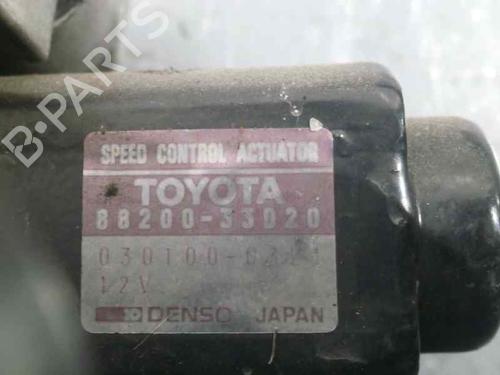 B-PARTS
SPEED CONTROL ACTUATOR
TOYOTA
88200-33020
12V
DENSO JAPAN